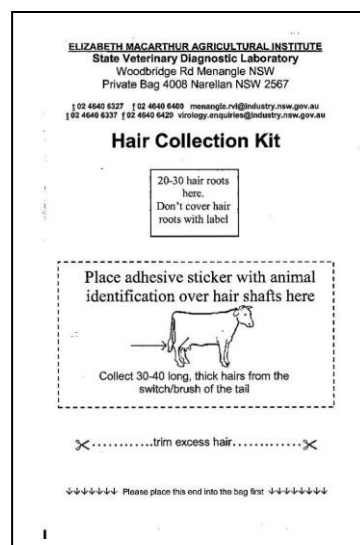 ELIZABETH MACARTHUR AGRICULTURAL INSTITUTE
State Veterinary Diagnostic Laboratory
Woodbridge Rd Menangle NSW
Private Bag 4008 Narellan NSW 2567
t 02 4640 6327 f 02 4640 6400 menangle.rvl@industry.nsw.gov.au
t 02 4640 6337 f 02 4640 6429 virology.enquiries@industry.nsw.gov.au
Hair Collection Kit
20-30 hair roots
here.
Don't cover hair
roots with label
Place adhesive sticker with animal
identification over hair shafts here
Collect 30-40 long, thick hairs from the
switch/brush of the tail
trim excess hair
Please place this end into the bag first